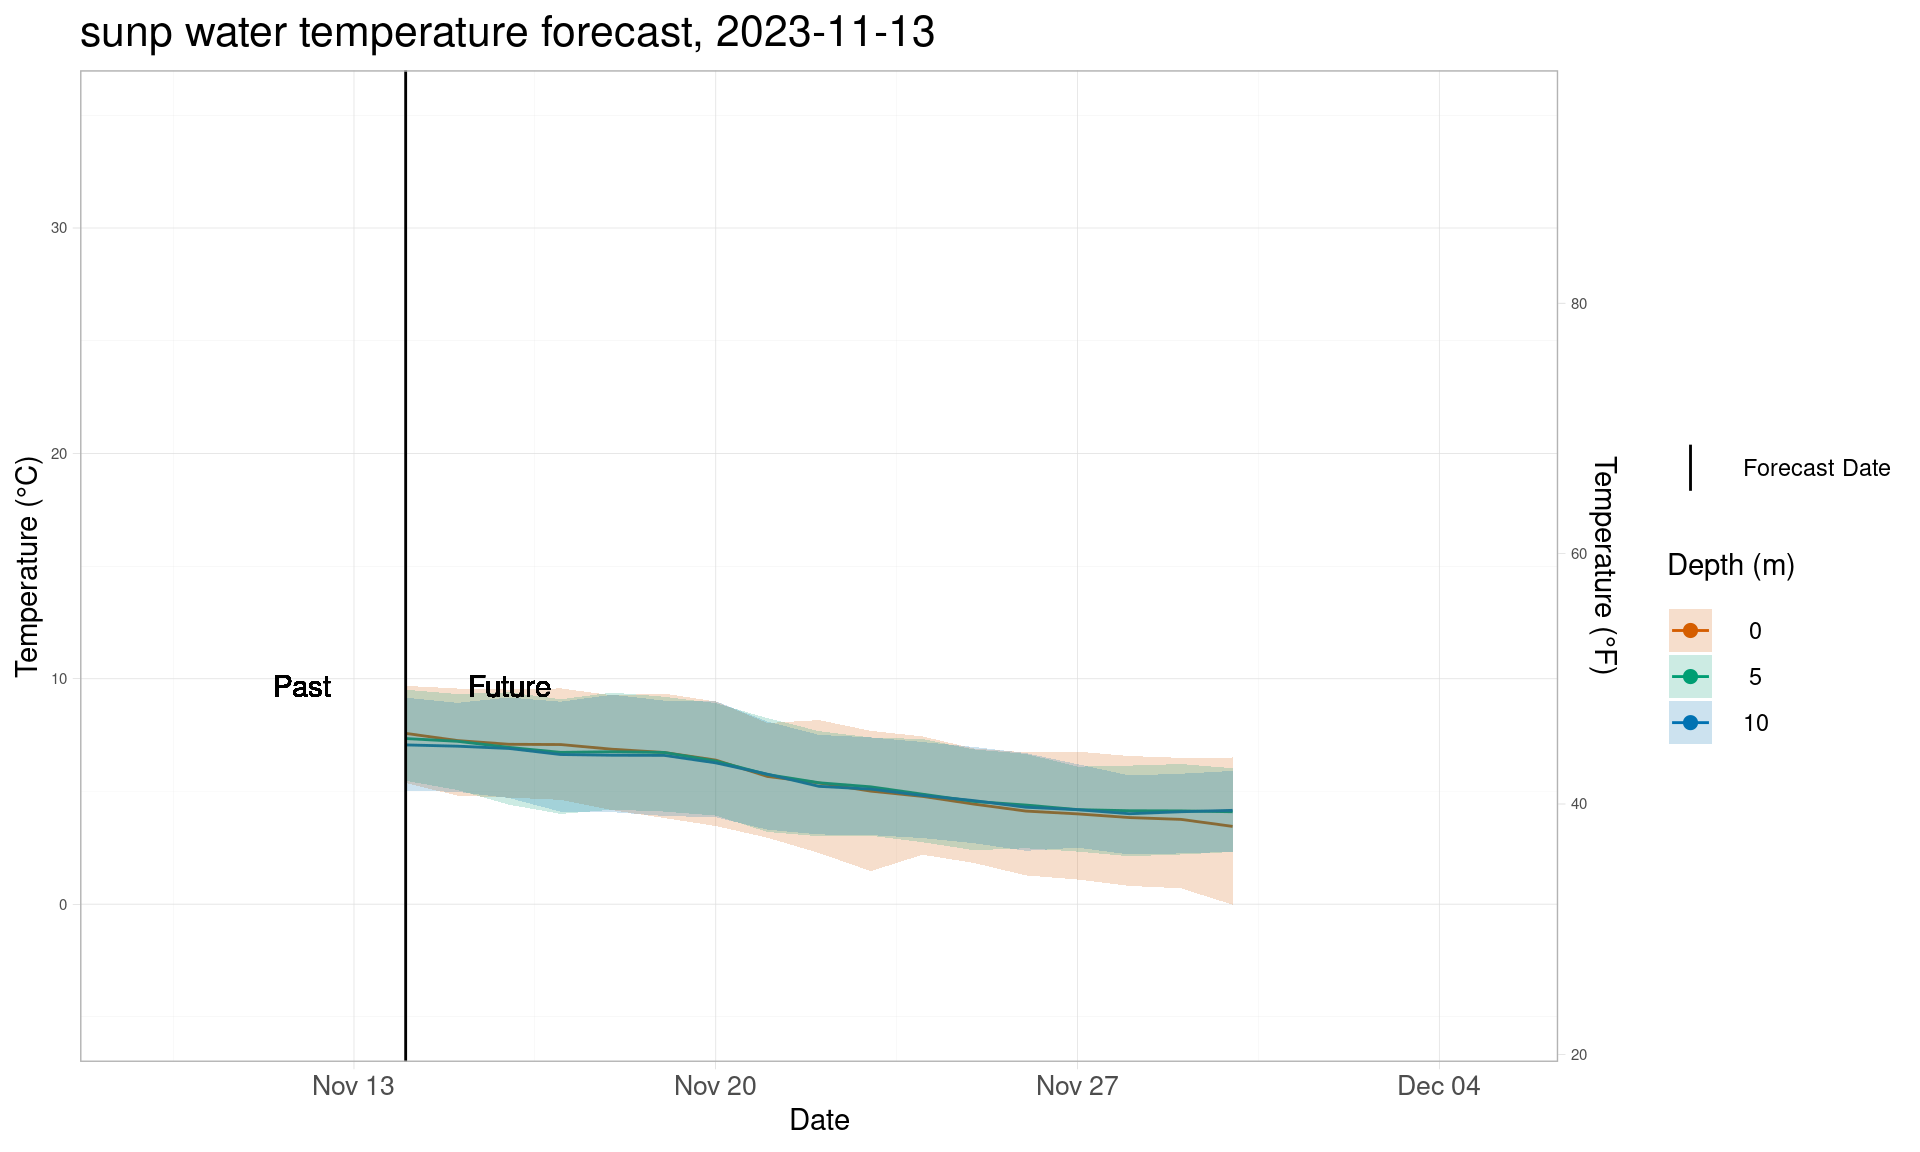 sunp water temperature forecast, 2023-11-13
Temperature (°C)
30
20
10
0
Past
Future
80
60
40
20
Temperature (°F)
Nov 13
Nov 20
Nov 27
Dec 04
Date
Forecast Date
Depth (m)
0
5
10